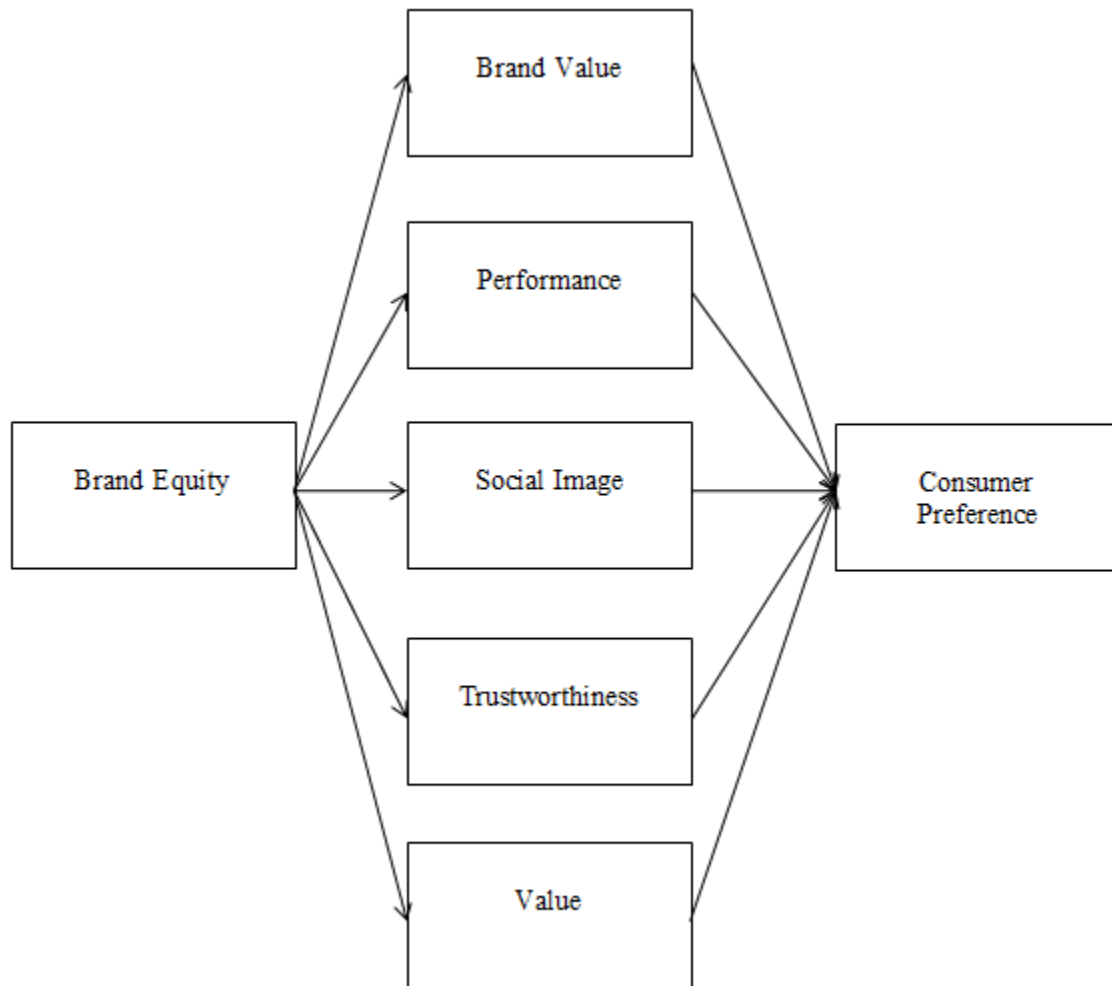 Brand Value
Performance
Brand Equity
Social Image
Consumer
Preference
Trustworthiness
Value